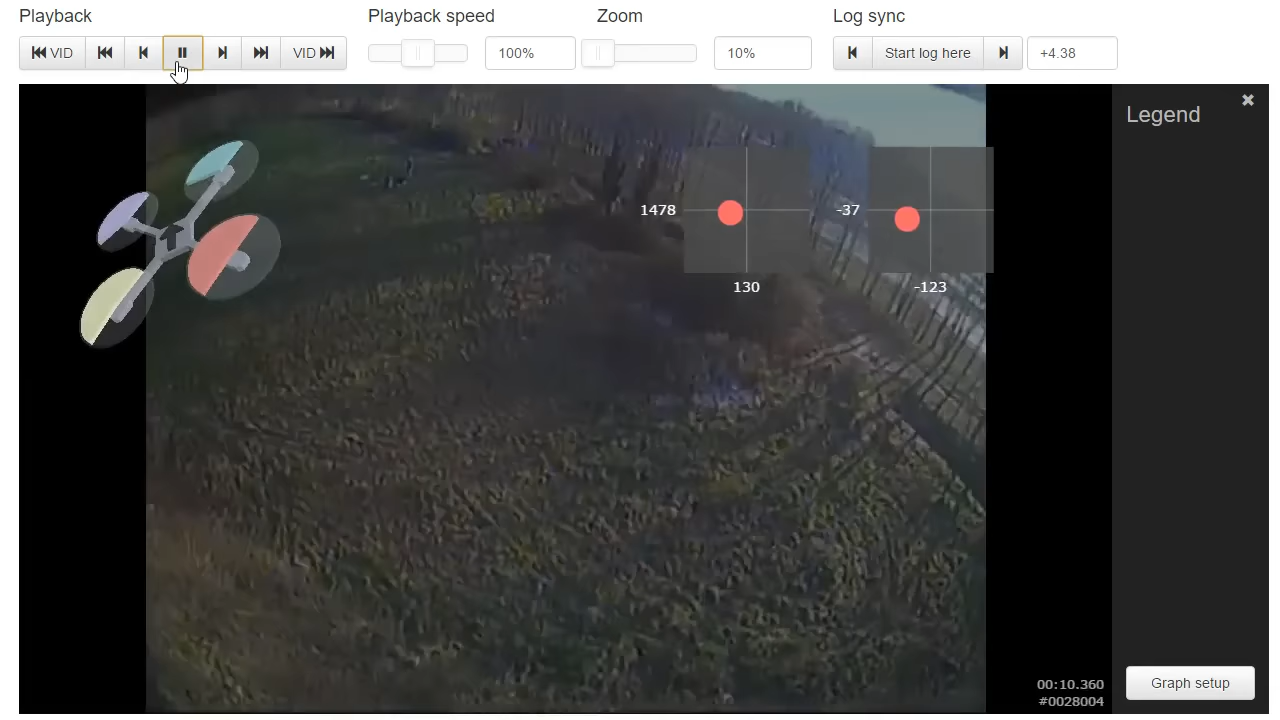 Playback
Playback speed
Zoom
Log sync
VID
VID
100%
10%
Start log here
+4.38
Legend
1478
130
-37
-123
00:10.360
#0028004
Graph setup